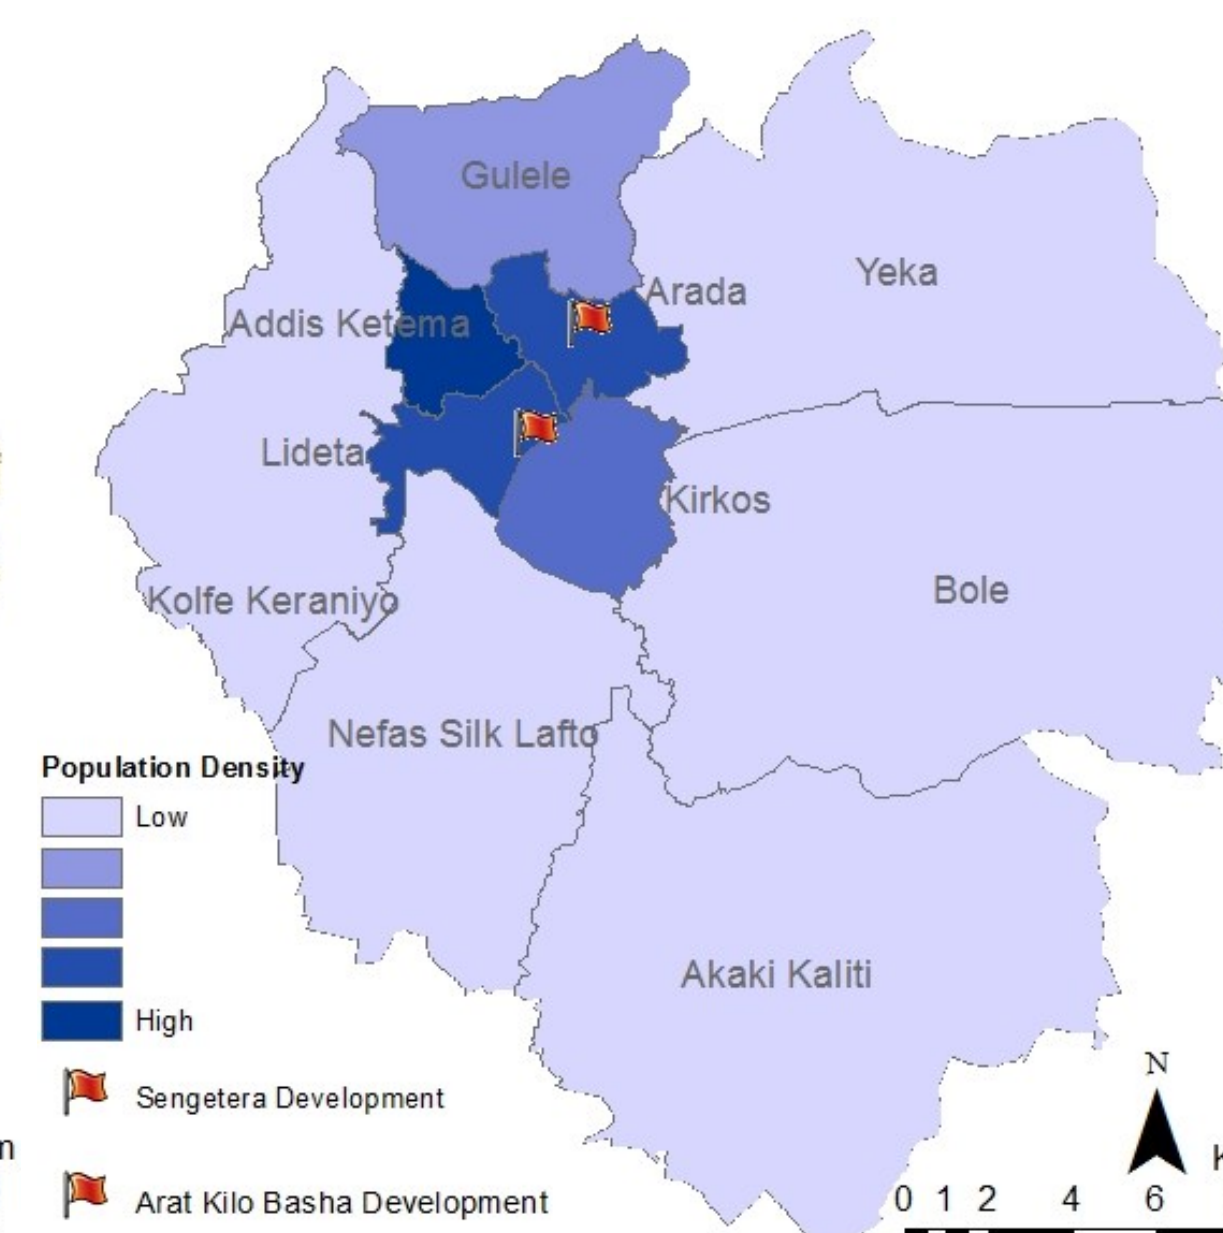 Gulele
Yeka
Arada
Addis Ketema
Lideta
Kirkos
Bole
Kolfe Keraniyo
Nefas Silk Lafto
Population Density
Low
High
Akaki Kaliti
Sengetera Development
Arat Kilo Basha Development
N
0 1 2 4 6